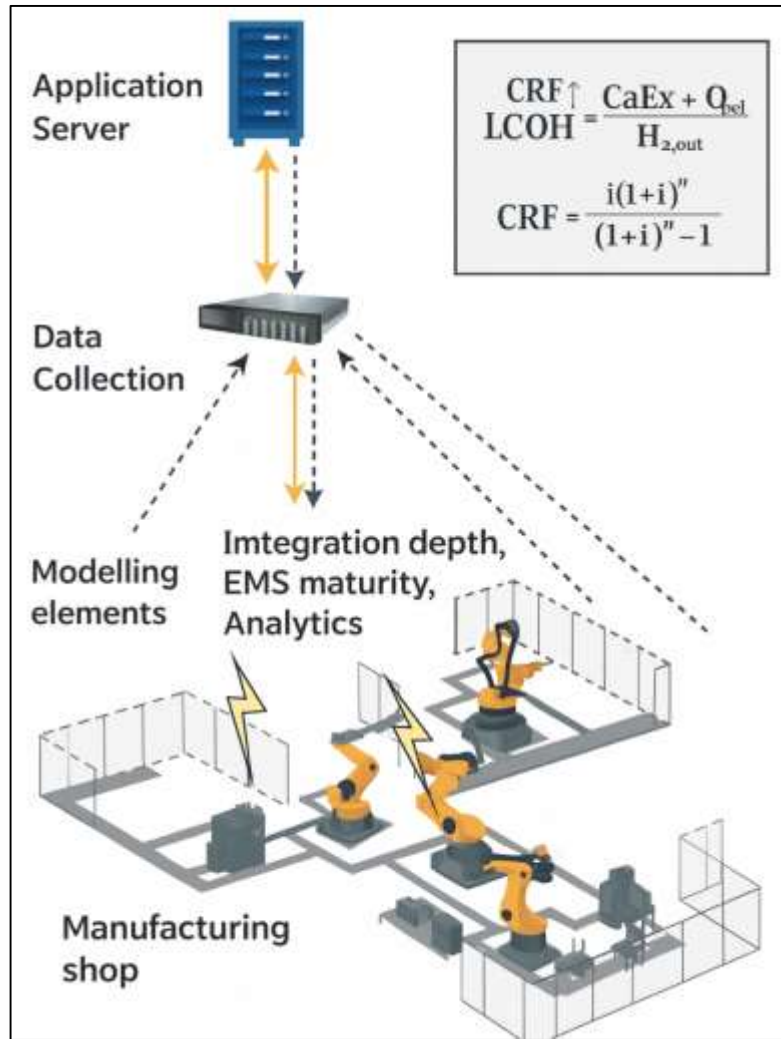 Application
Server
CRF↑
LCOH = CaEx + Opel / H2,out
CRF = i(1+i)^n / (1+i)^n − 1
Data
Collection
Modelling
elements
Imtegration depth,
EMS maturity,
Analytics
Manufacturing
shop